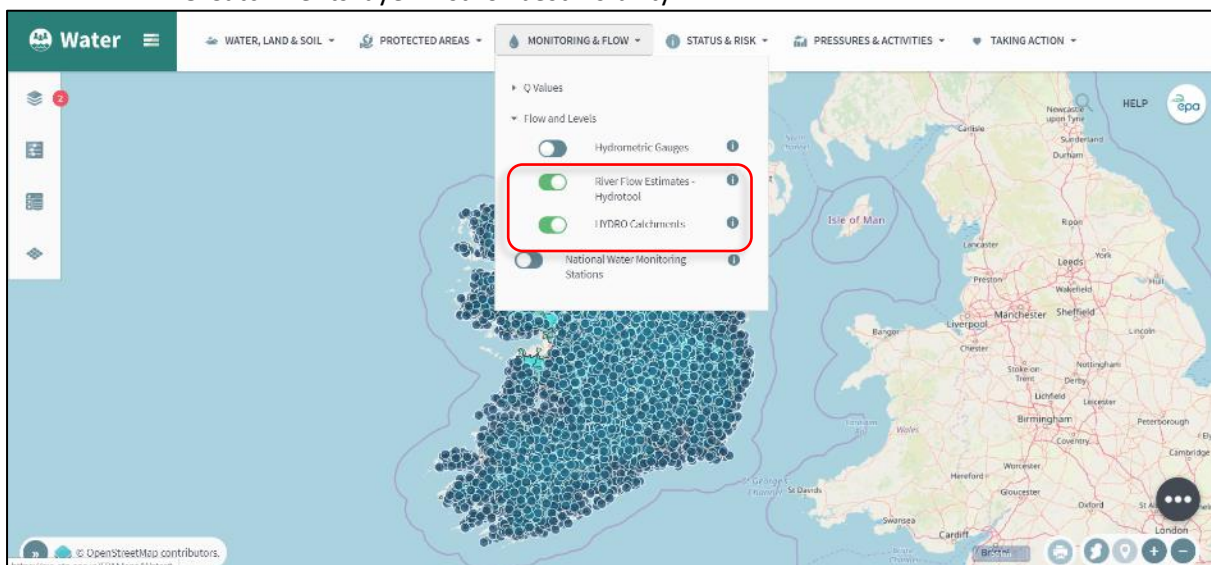 Water
WATER, LAND & SOIL
PROTECTED AREAS
MONITORING & FLOW
STATUS & RISK
PRESSURES & ACTIVITIES
TAKING ACTION
2
Q Values
Flow and Levels
Hydrometric Gauges
River Flow Estimates -
Hydrotool
HYDRO Catchments
National Water Monitoring
Stations
HELP
epa
Newcastle
upon Tyne
Carlisle
Sunderland
Durham
Isle of Man
Ripon
Lancaster
York
Leeds
Preston
Wakefield
Hull
Manchester
Sheffield
Liverpool
Bangor
Lincoln
Chester
Stoke-on-
Trent
Nottingham
Derby
Lichfield
Leicester
Birmingham
Peterborough
Wales
Coventry
Cambridge
Worcester
Hereford
St Davids
Gloucester
Oxford
Swansea
Cardiff
London
Bristol
© OpenStreetMap contributors.